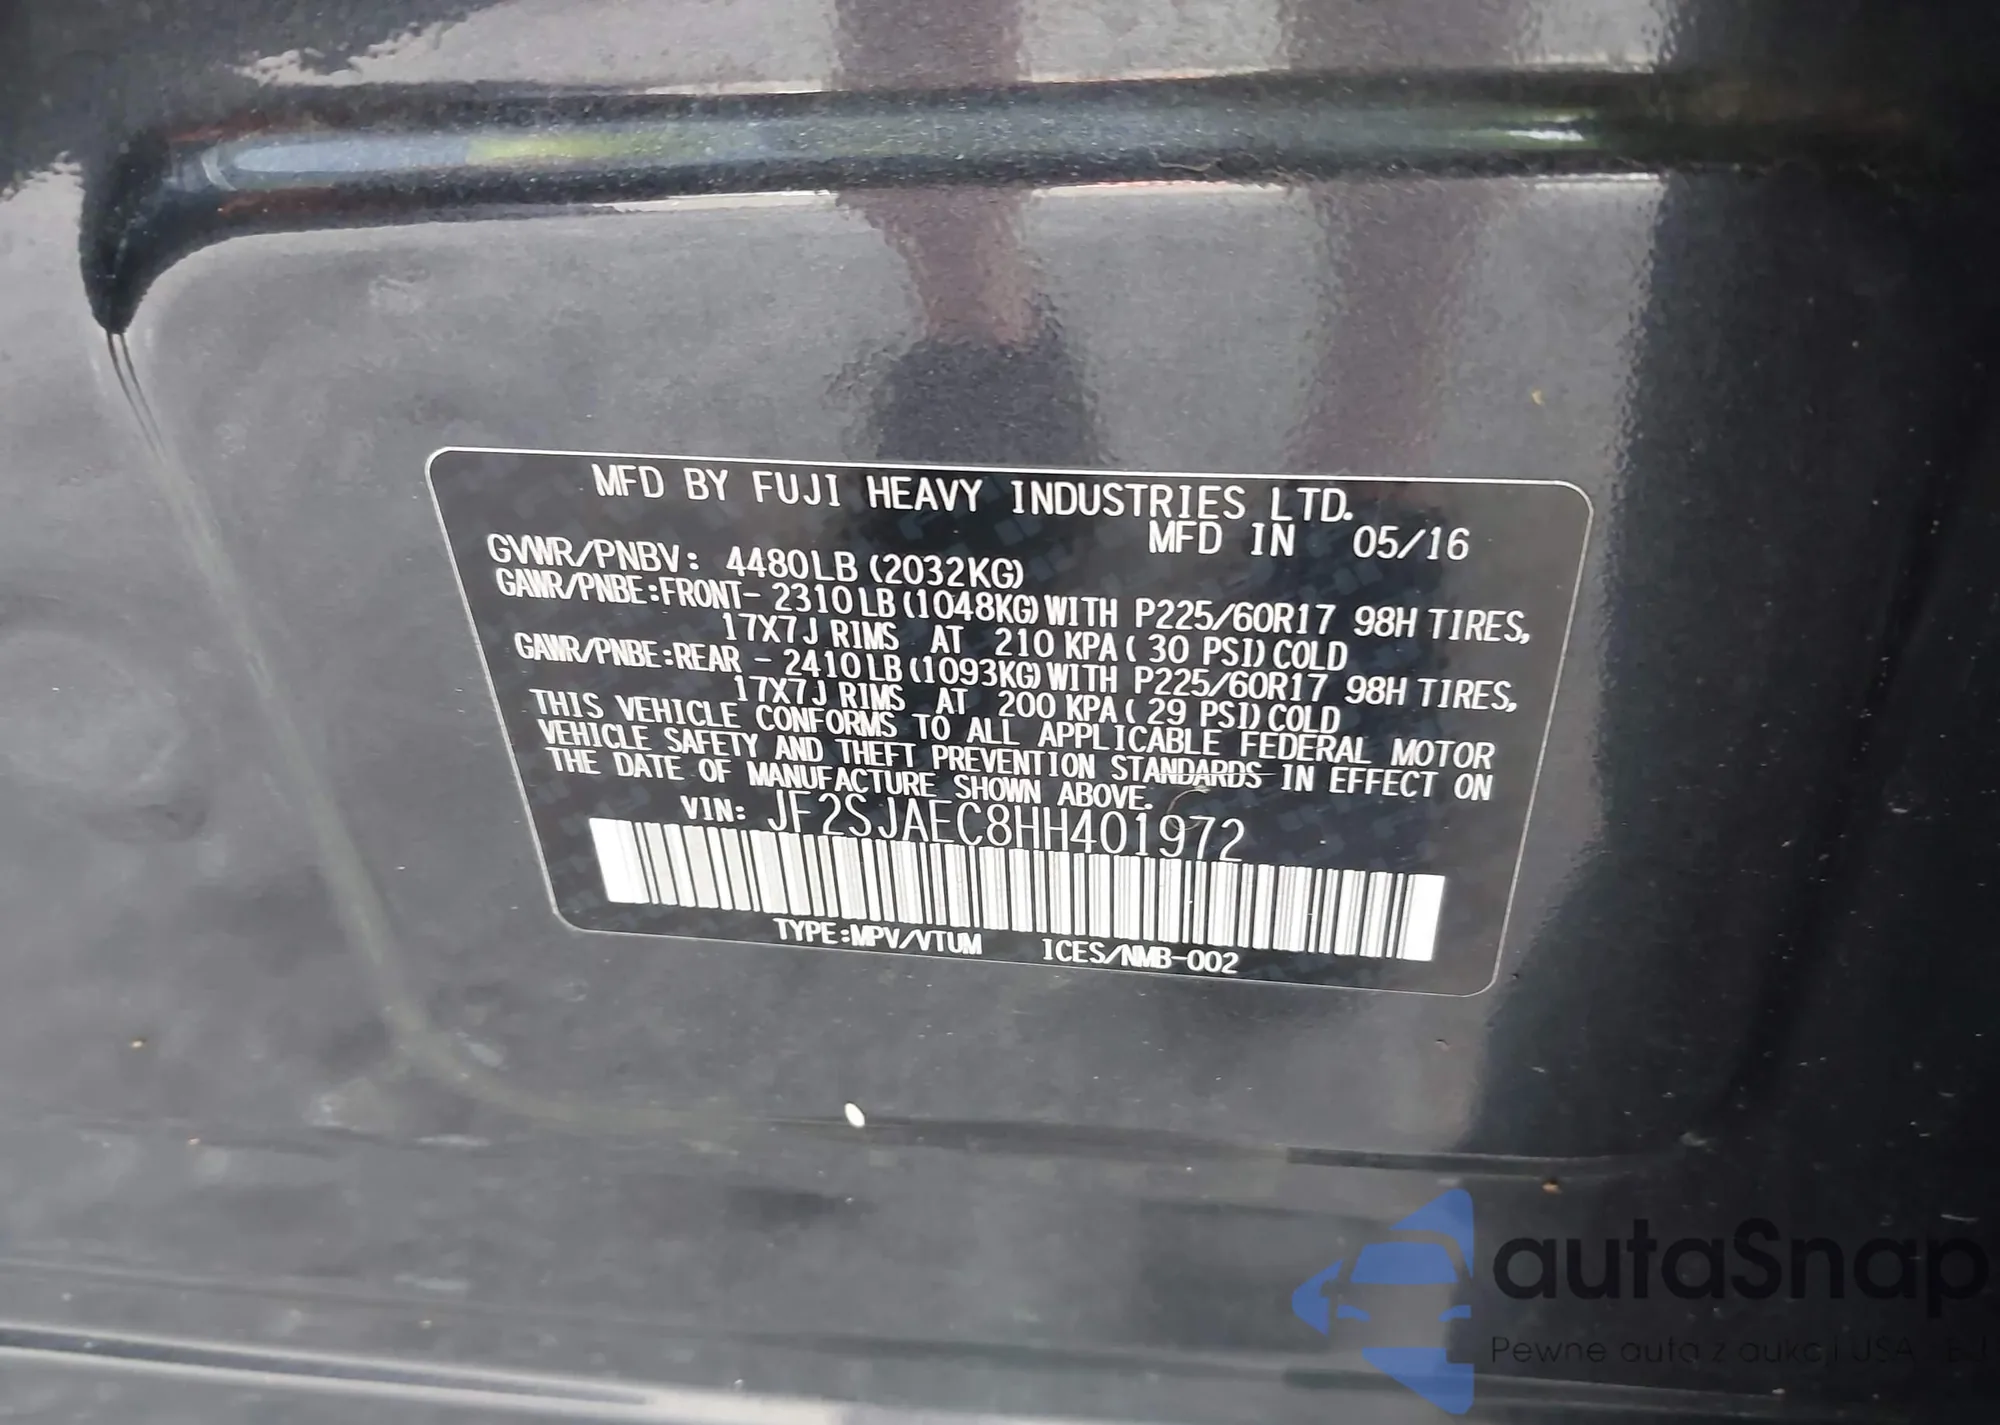 MFD BY FUJI HEAVY INDUSTRIES LTD.
MFD IN 05/16
GVWR/PNBV: 4480LB (2032KG)
GAWR/PNBE:FRONT- 2310LB(1048KG)WITH P225/60R17 98H TIRES,
17X7J RIMS AT 210 KPA( 30 PSI)COLD
GAWR/PNBE:REAR - 2410LB(1093KG)WITH P225/60R17 98H TIRES,
17X7J RIMS AT 200 KPA( 29 PSI)COLD
THIS VEHICLE CONFORMS TO ALL APPLICABLE FEDERAL MOTOR
VEHICLE SAFETY AND THEFT PREVENTION STANDARDS IN EFFECT ON
THE DATE OF MANUFACTURE SHOWN ABOVE.
VIN: JF2SJAEC8HH401972
TYPE:MPV/VTUM ICES/NMB-002
autaSnap
Pewne auta z aukcji USA